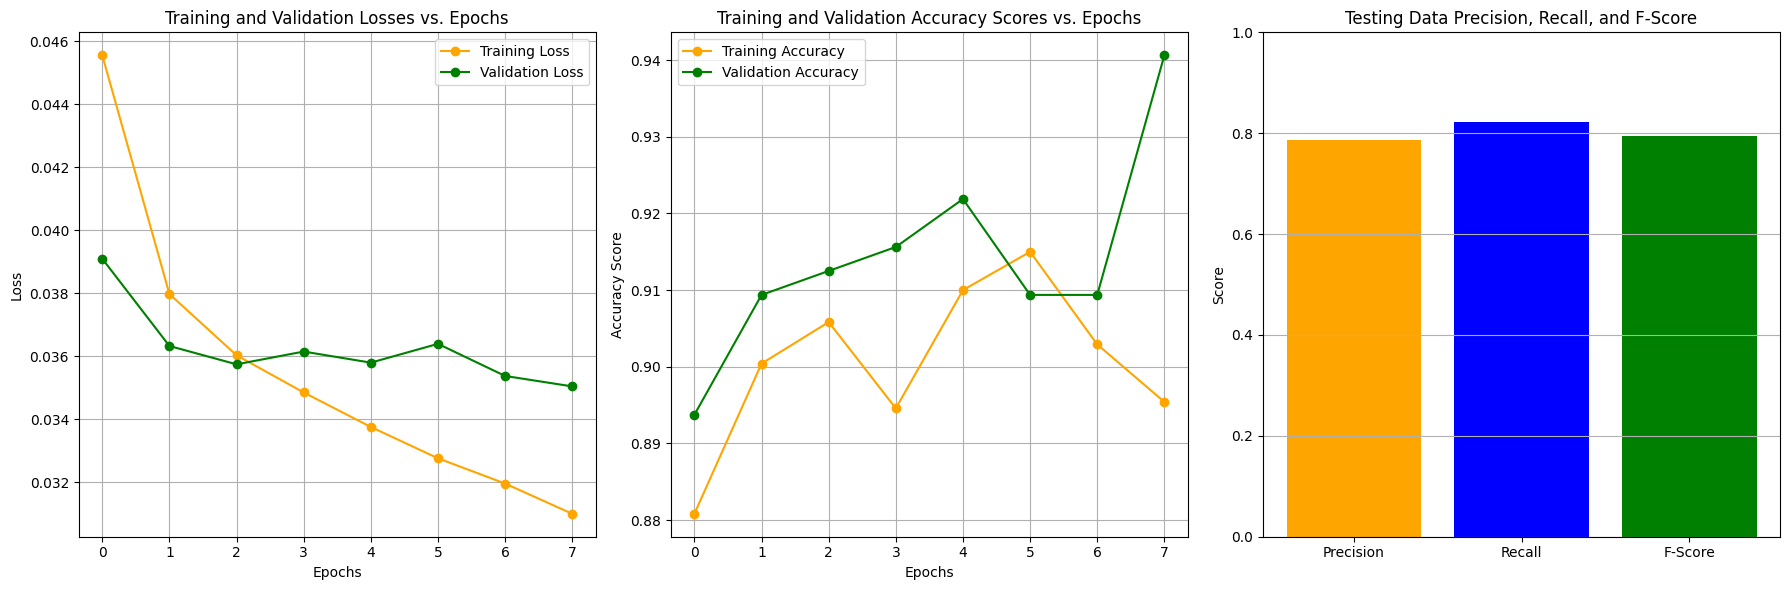 Training and Validation Losses vs. Epochs
0.046
0.044
0.042
0.040
0.038
0.036
0.034
0.032
Loss
Training Loss
Validation Loss
0 1 2 3 4 5 6 7
Epochs
Training and Validation Accuracy Scores vs. Epochs
0.94
0.93
0.92
0.91
0.90
0.89
0.88
Accuracy Score
Training Accuracy
Validation Accuracy
0 1 2 3 4 5 6 7
Epochs
Testing Data Precision, Recall, and F-Score
1.0
0.8
0.6
0.4
0.2
0.0
Score
Precision Recall F-Score